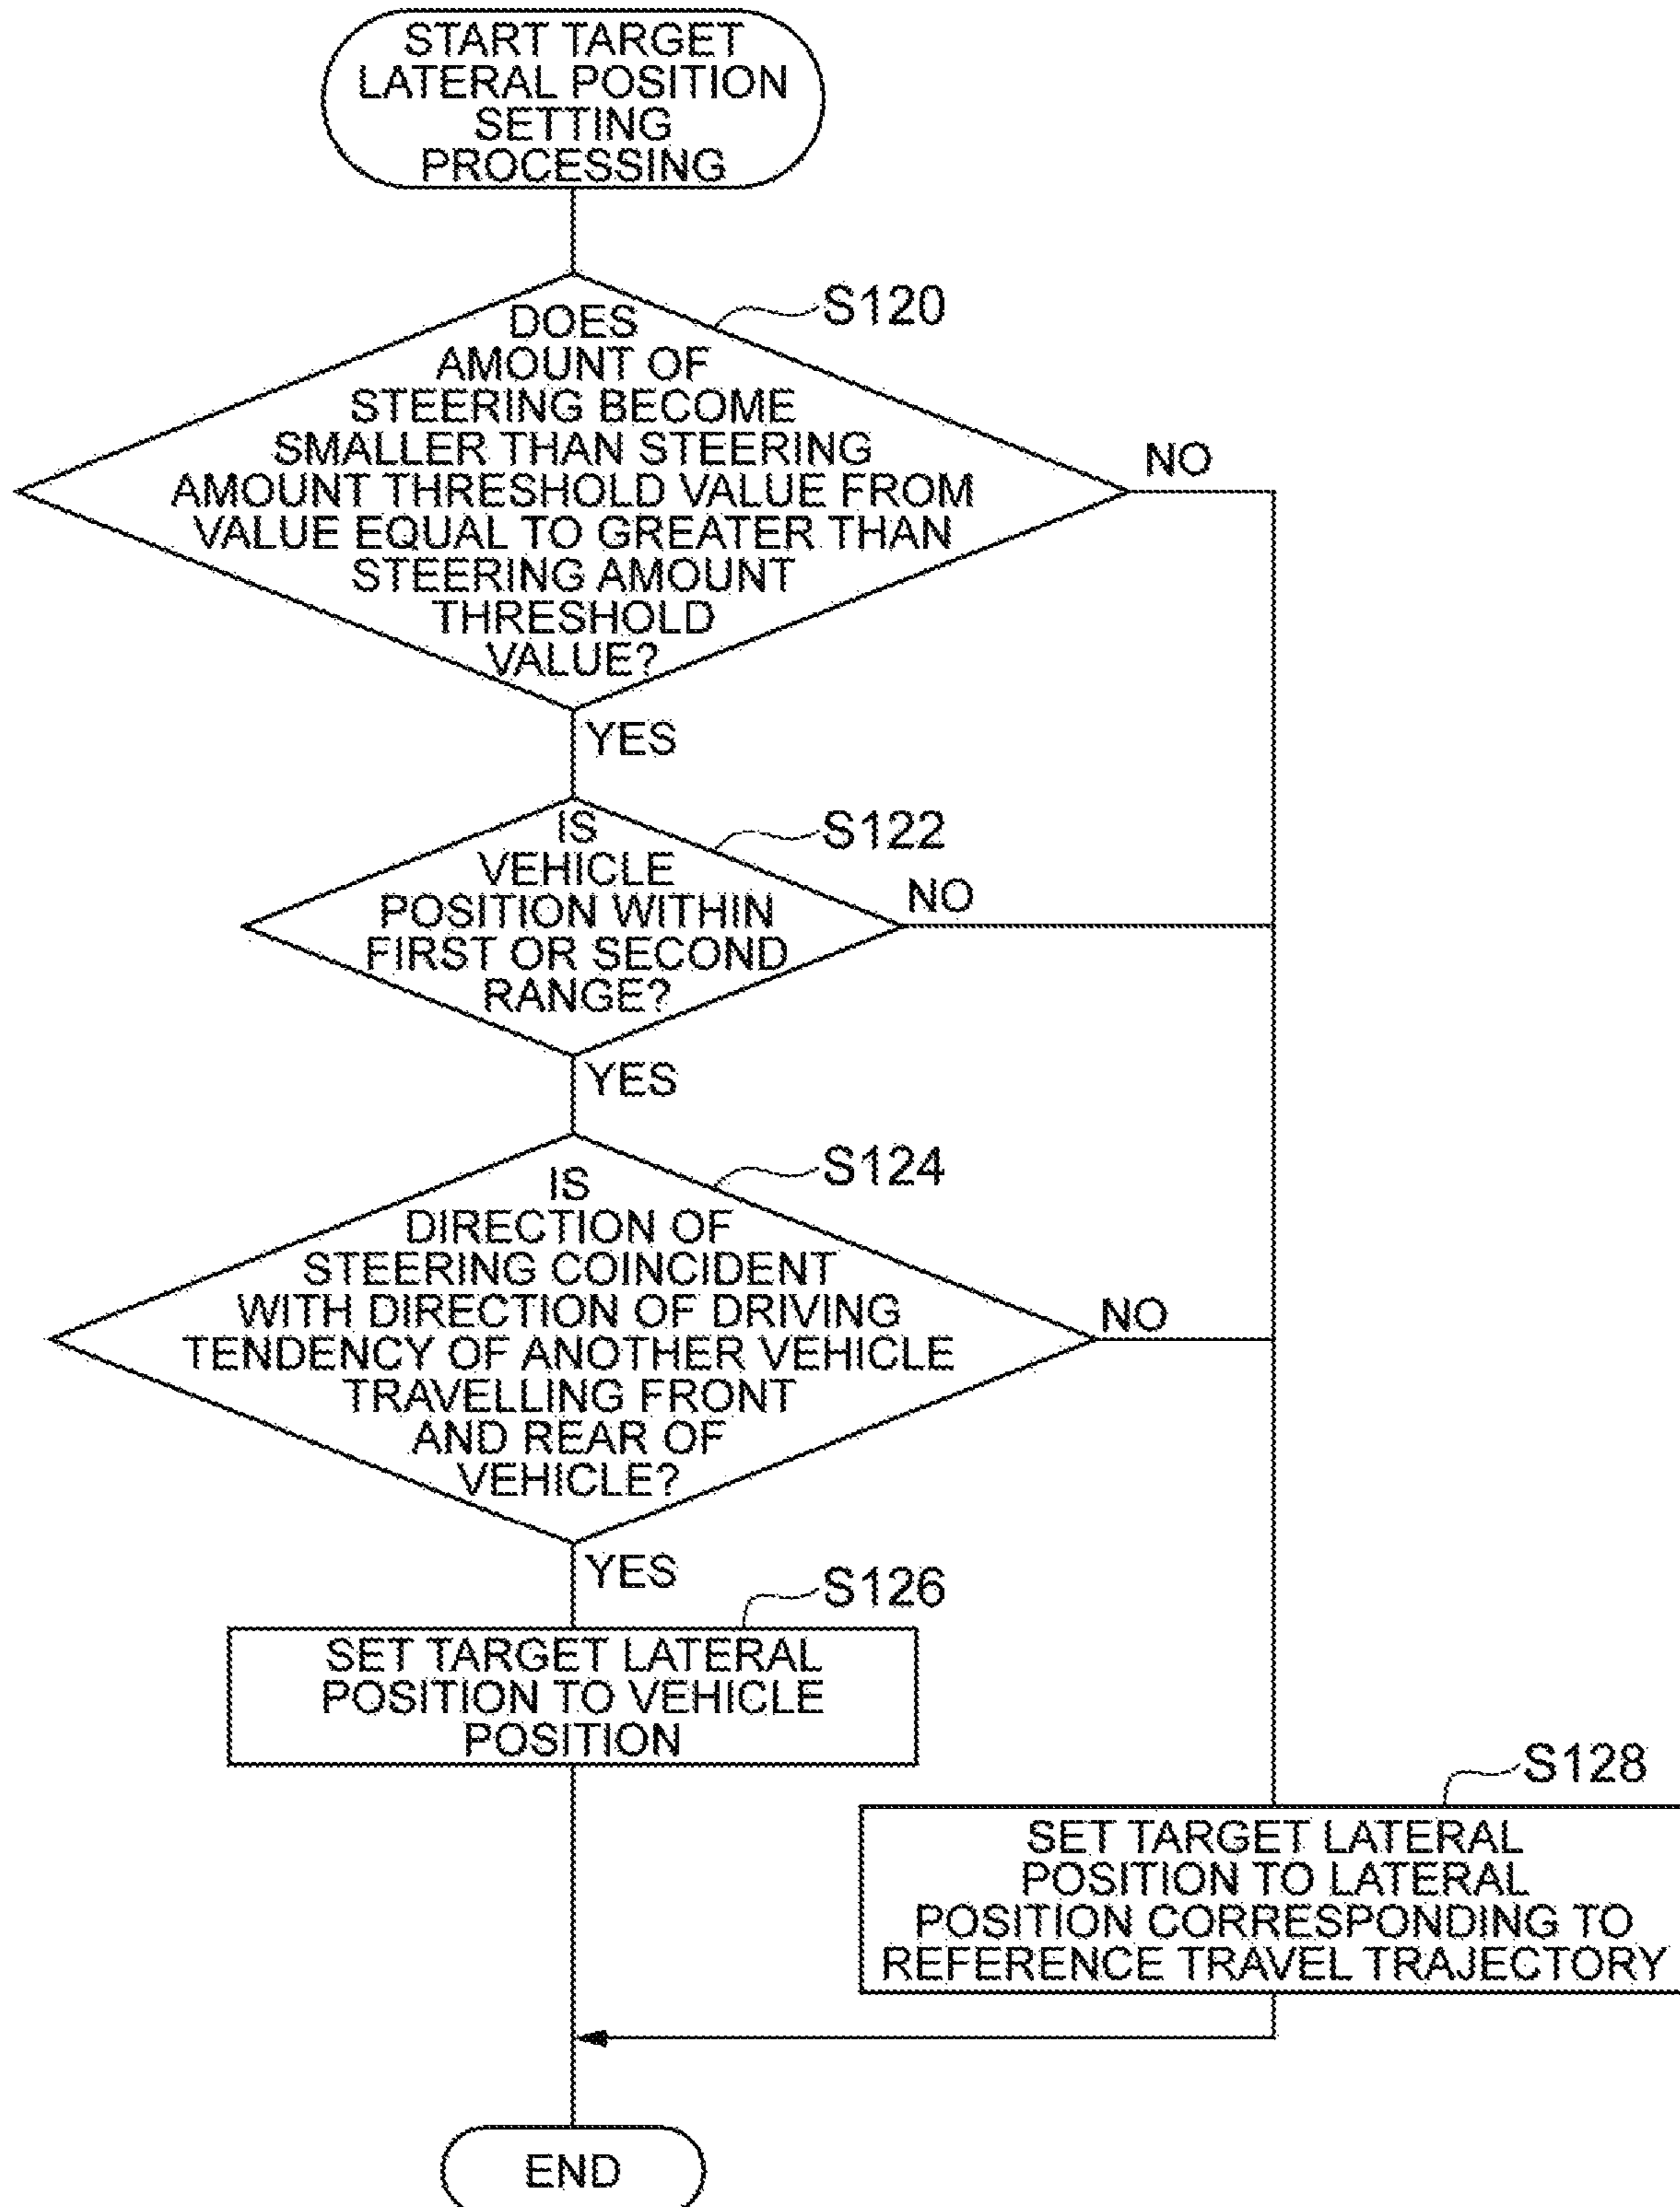 START TARGET
LATERAL POSITION
SETTING
PROCESSING
S120
DOES
AMOUNT OF
STEERING BECOME
SMALLER THAN STEERING
AMOUNT THRESHOLD VALUE FROM
VALUE EQUAL TO GREATER THAN
STEERING AMOUNT
THRESHOLD
VALUE?
NO
YES
S122
IS
VEHICLE
POSITION WITHIN
FIRST OR SECOND
RANGE?
NO
YES
S124
IS
DIRECTION OF
STEERING COINCIDENT
WITH DIRECTION OF DRIVING
TENDENCY OF ANOTHER VEHICLE
TRAVELLING FRONT
AND REAR OF
VEHICLE?
NO
YES
S126
SET TARGET LATERAL
POSITION TO VEHICLE
POSITION
S128
SET TARGET LATERAL
POSITION TO LATERAL
POSITION CORRESPONDING TO
REFERENCE TRAVEL TRAJECTORY
END